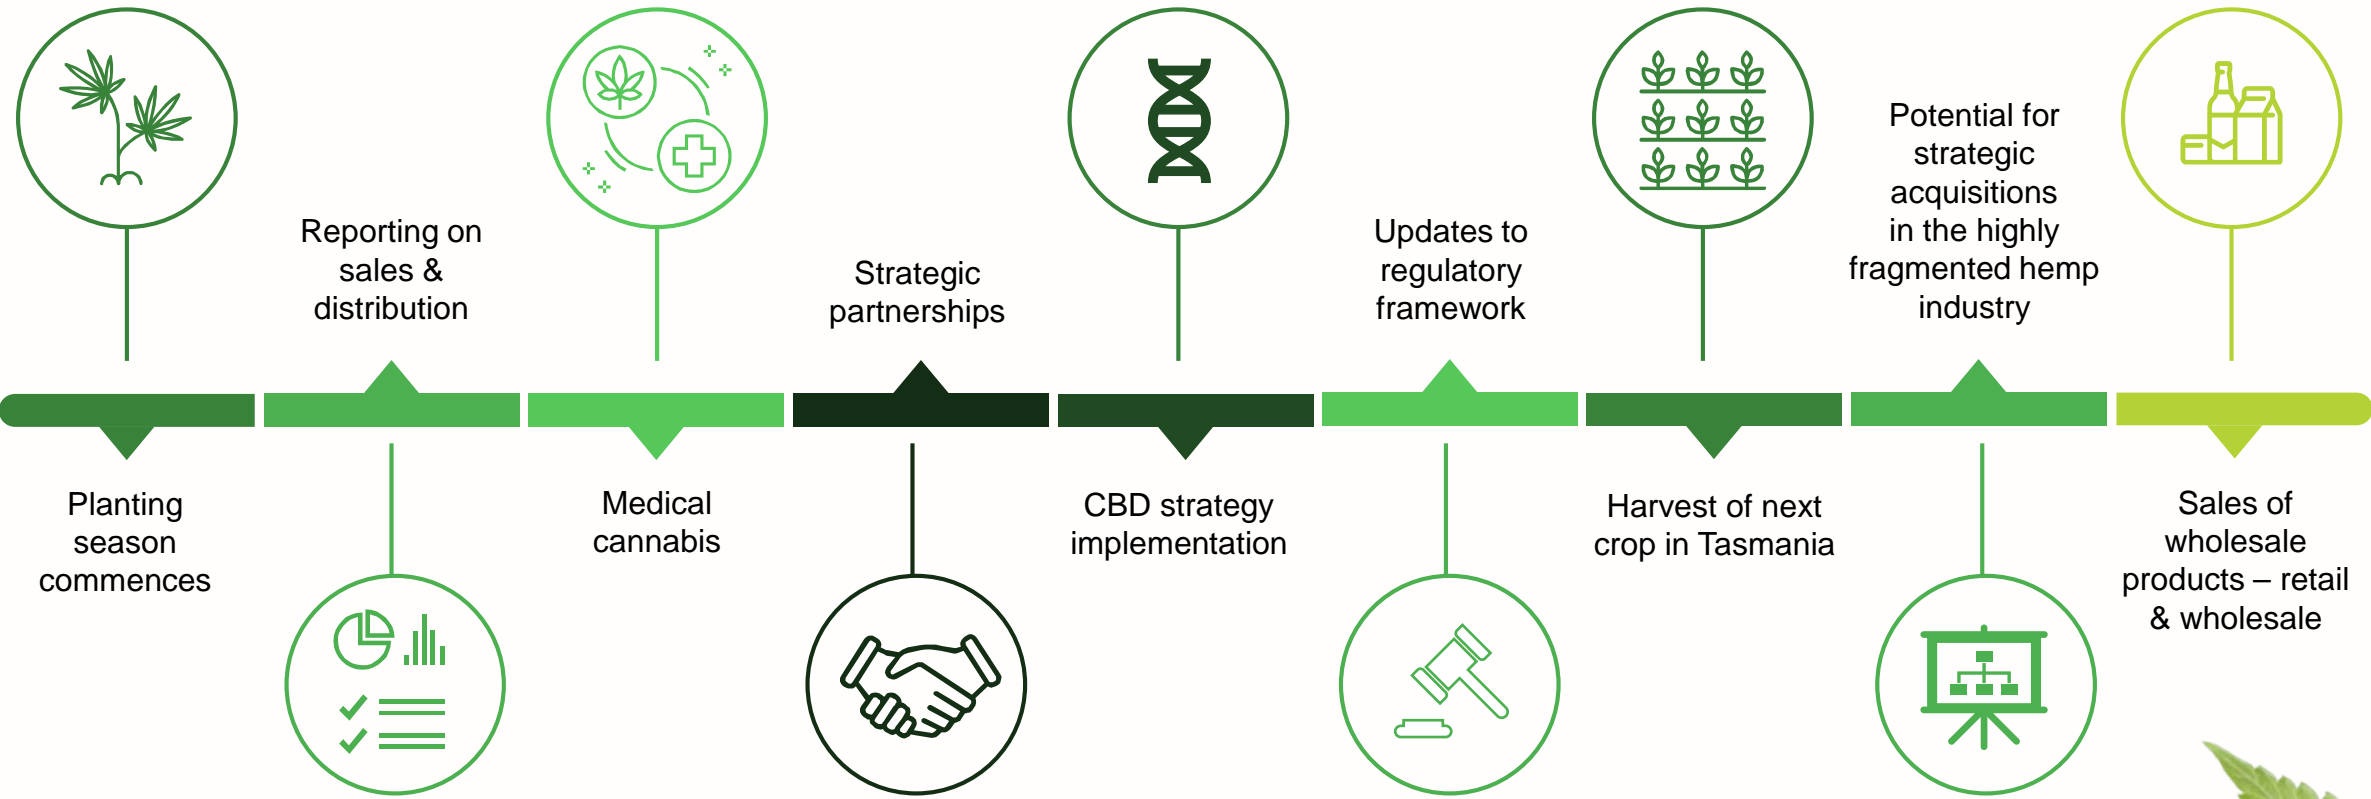 Planting
season
commences
Reporting on
sales &
distribution
Medical
cannabis
Strategic
partnerships
CBD strategy
implementation
Updates to
regulatory
framework
Harvest of next
crop in Tasmania
Potential for
strategic
acquisitions
in the highly
fragmented hemp
industry
Sales of
wholesale
products – retail
& wholesale